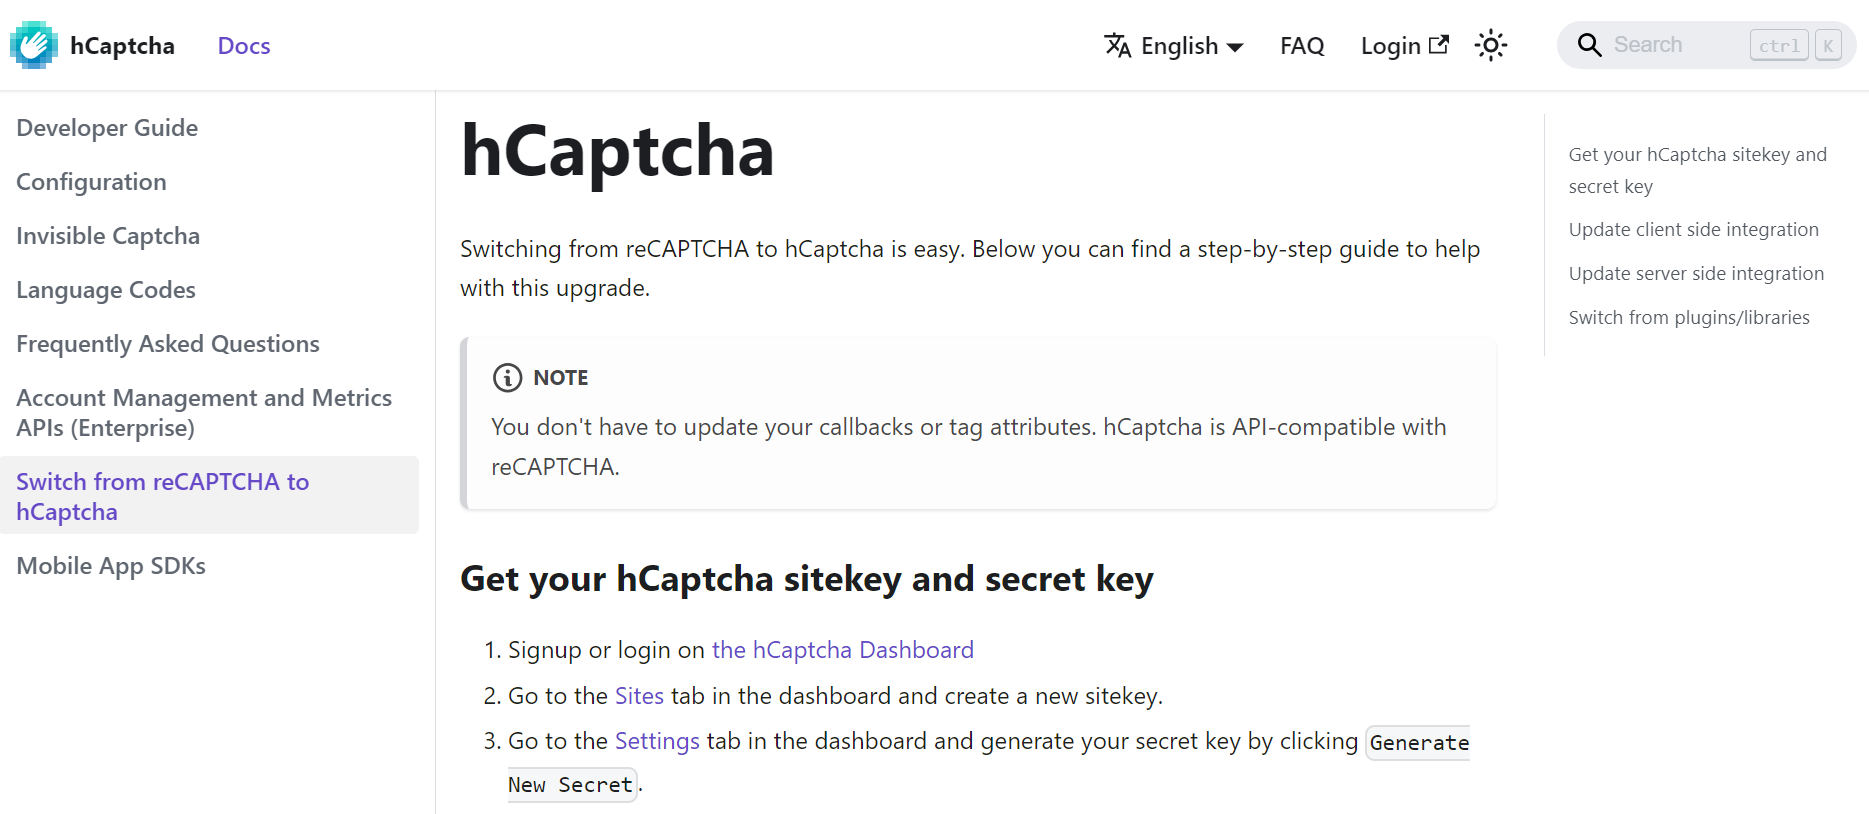 hCaptcha
Docs
English
FAQ
Login
Search
ctrl
K
Developer Guide
Configuration
Invisible Captcha
Language Codes
Frequently Asked Questions
Account Management and Metrics
APIs (Enterprise)
Switch from reCAPTCHA to
hCaptcha
Mobile App SDKs
hCaptcha
Switching from reCAPTCHA to hCaptcha is easy. Below you can find a step-by-step guide to help
with this upgrade.
NOTE
You don't have to update your callbacks or tag attributes. hCaptcha is API-compatible with
reCAPTCHA.
Get your hCaptcha sitekey and secret key
1. Signup or login on the hCaptcha Dashboard
2. Go to the Sites tab in the dashboard and create a new sitekey.
3. Go to the Settings tab in the dashboard and generate your secret key by clicking Generate
New Secret.
Get your hCaptcha sitekey and
secret key
Update client side integration
Update server side integration
Switch from plugins/libraries